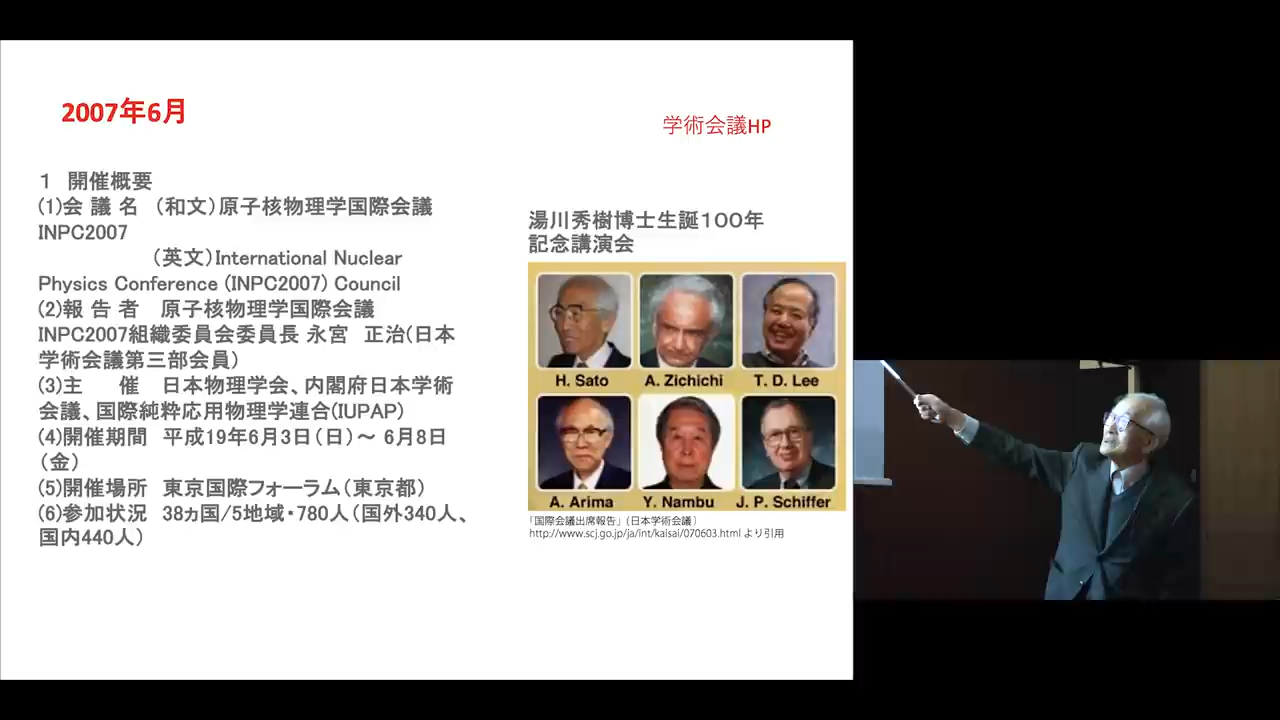 2007年6月
学術会議HP
１　開催概要
(1)会 議 名　（和文）原子核物理学国際会議
INPC2007
（英文）International Nuclear
Physics Conference (INPC2007) Council
(2)報 告 者　原子核物理学国際会議
INPC2007組織委員会委員長 永宮　正治(日本
学術会議第三部会員)
(3)主　　催　日本物理学会、内閣府日本学術
会議、国際純粋応用物理学連合(IUPAP)
(4)開催期間　平成19年6月3日（日）～ 6月8日
（金）
(5)開催場所　東京国際フォーラム（東京都）
(6)参加状況　38ヵ国/5地域・780人（国外340人、
国内440人）
湯川秀樹博士生誕１００年
記念講演会
H. Sato
A. Zichichi
T. D. Lee
A. Arima
Y. Nambu
J. P. Schiffer
「国際会議出席報告」（日本学術会議）
http://www.scj.go.jp/ja/int/kaisai/070603.html より引用